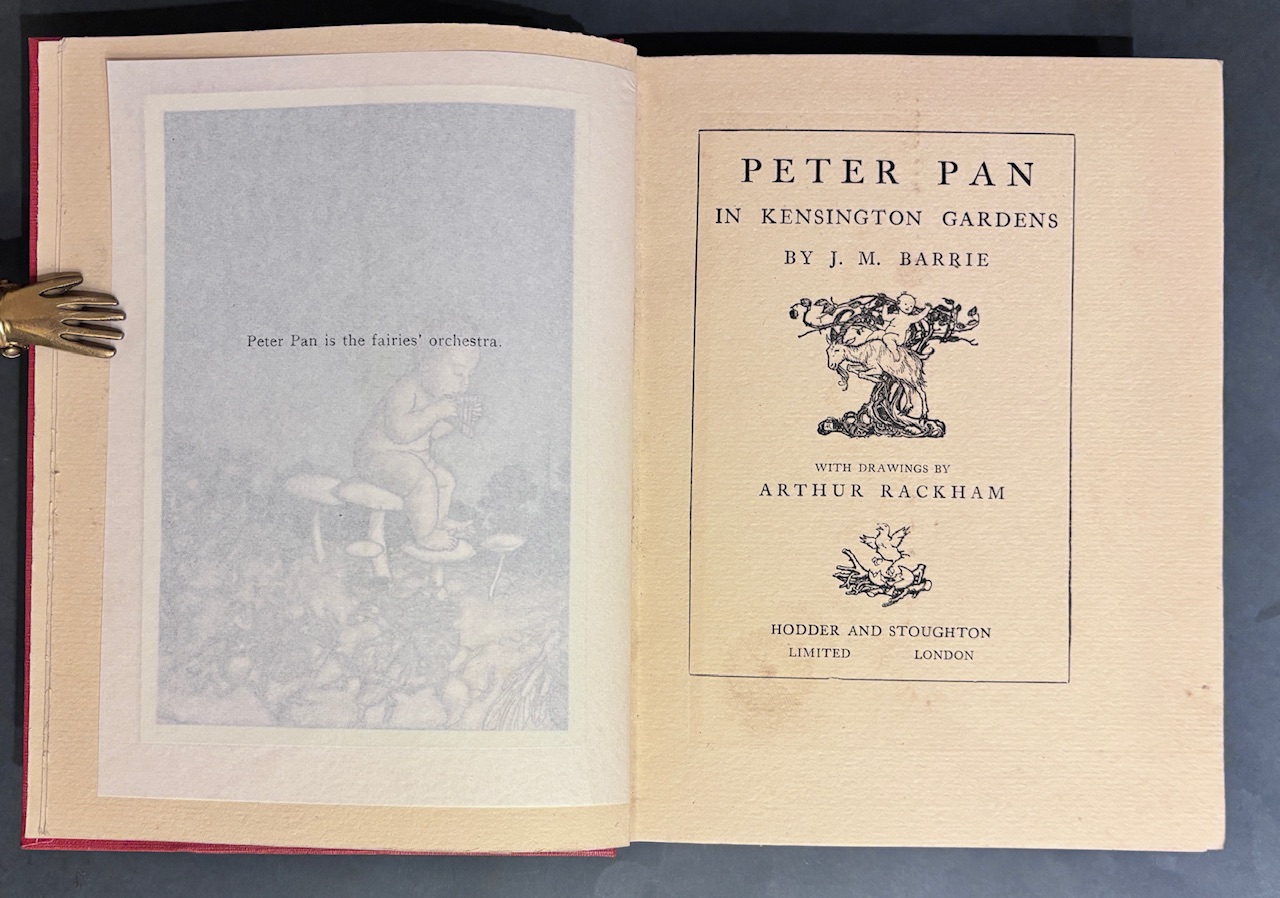 Peter Pan is the fairies' orchestra.
PETER PAN
IN KENSINGTON GARDENS
BY J. M. BARRIE
WITH DRAWINGS BY
ARTHUR RACKHAM
HODDER AND STOUGHTON
LIMITED LONDON